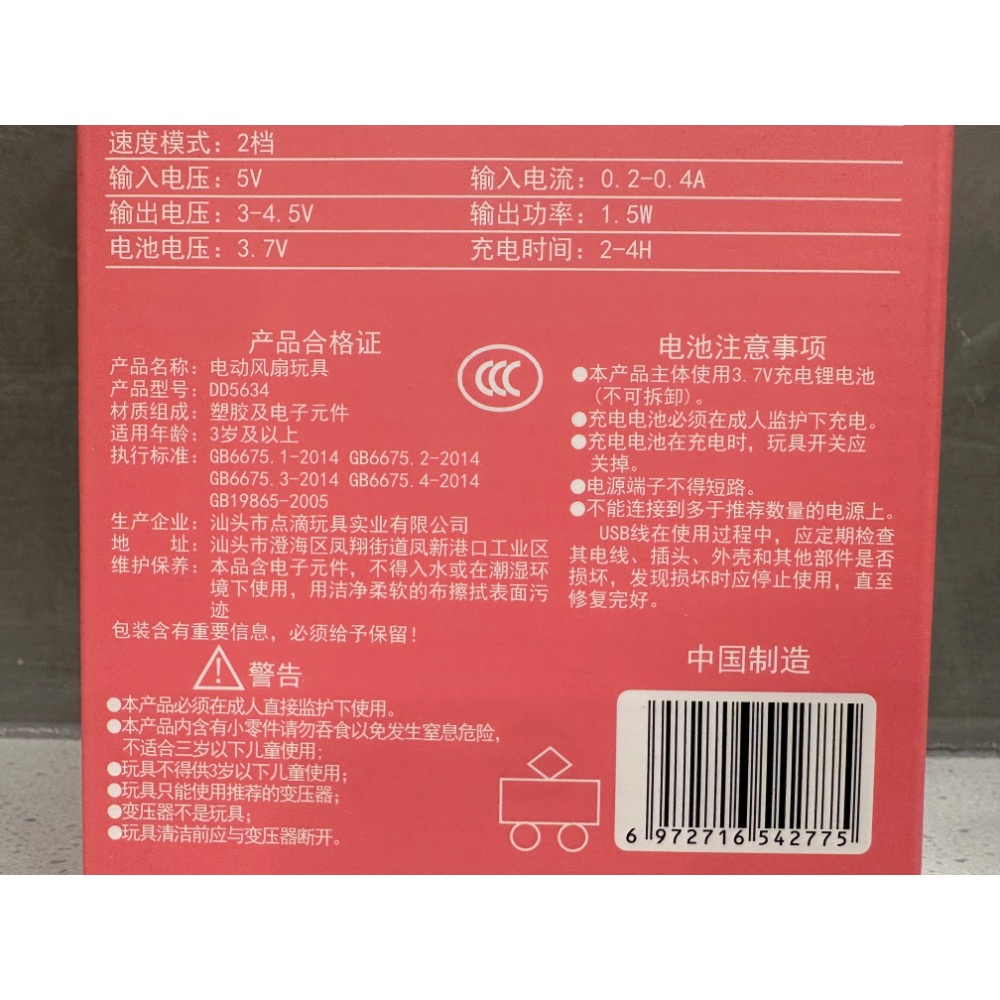 速度模式：2档
输入电压：5V 输入电流：0.2-0.4A
输出电压：3-4.5V 输出功率：1.5W
电池电压：3.7V 充电时间：2-4H
产品合格证
产品名称：电动风扇玩具
产品型号：DD5634
材质组成：塑胶及电子元件
适用年龄：3岁及以上
执行标准：GB6675.1-2014 GB6675.2-2014
GB6675.3-2014 GB6675.4-2014
GB19865-2005
生产企业：汕头市点滴玩具实业有限公司
地 址：汕头市澄海区凤翔街道凤新港口工业区
维护保养：本品含电子元件，不得入水或在潮湿环
境下使用，用洁净柔软的布擦拭表面污
迹
包装含有重要信息，必须给予保留！
警告
●本产品必须在成人直接监护下使用。
●本产品内含有小零件请勿吞食以免发生窒息危险，
不适合三岁以下儿童使用；
●玩具不得供3岁以下儿童使用；
●玩具只能使用推荐的变压器；
●变压器不是玩具；
●玩具清洁前应与变压器断开。
CCC
电池注意事项
●本产品主体使用3.7V充电锂电池
(不可拆卸)。
●充电电池必须在成人监护下充电。
●充电电池在充电时，玩具开关应
关掉。
●电源端子不得短路。
●不能连接到多于推荐数量的电源上。
USB线在使用过程中，应定期检查
其电线、插头、外壳和其他部件是否
损坏，发现损坏时应停止使用，直至
修复完好。
中国制造
6 972716 542775